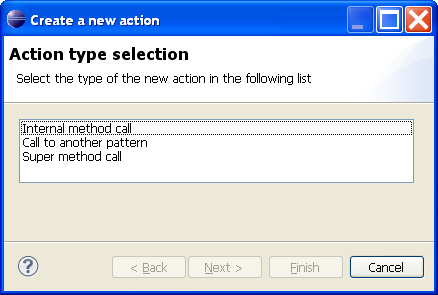 Create a new action
Action type selection
Select the type of the new action in the following list
Internal method call
Call to another pattern
Super method call
?
< Back
Next >
Finish
Cancel